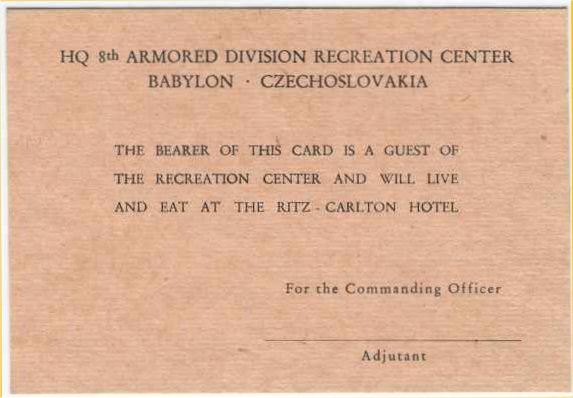 HQ 8th ARMORED DIVISION RECREATION CENTER
BABYLON · CZECHOSLOVAKIA
THE BEARER OF THIS CARD IS A GUEST OF
THE RECREATION CENTER AND WILL LIVE
AND EAT AT THE RITZ-CARLTON HOTEL
For the Commanding Officer
Adjutant